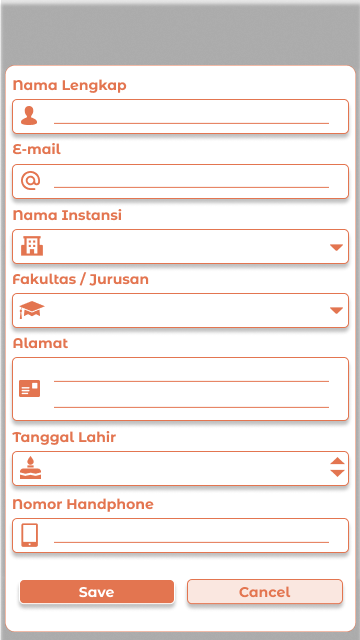 Nama Lengkap
E-mail
@
Nama Instansi
Fakultas / Jurusan
Alamat
Tanggal Lahir
Nomor Handphone
Save Cancel